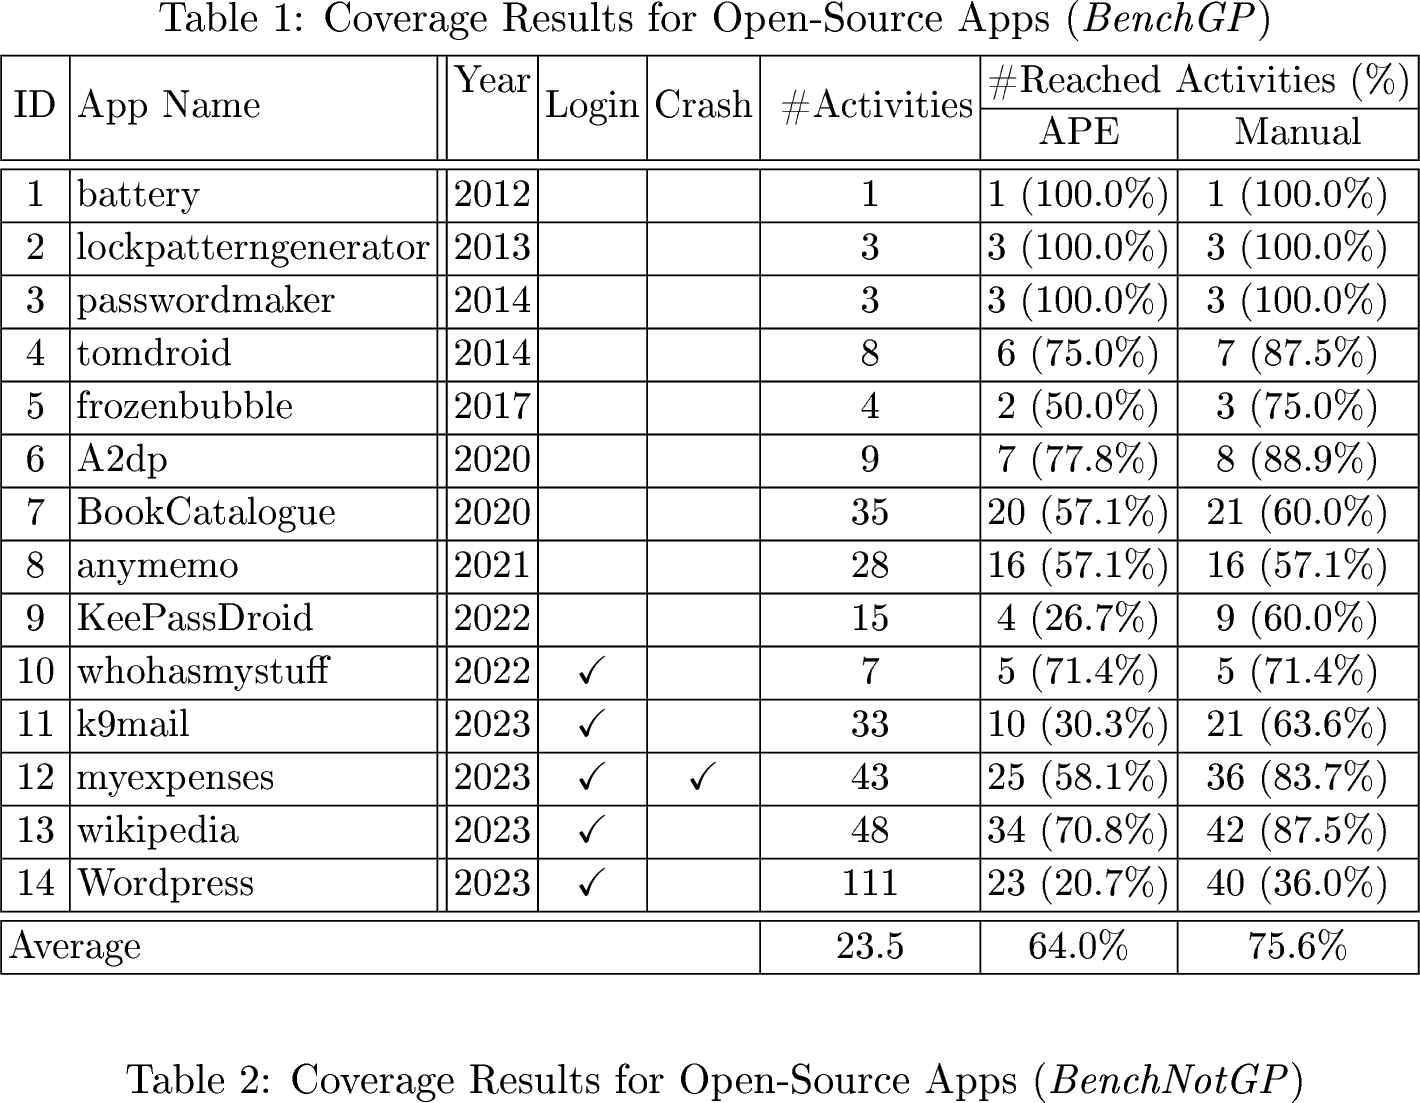 Table 1: Coverage Results for Open-Source Apps (BenchGP)
ID App Name Year Login Crash #Activities #Reached Activities (%)
APE Manual
1 battery 2012 1 1 (100.0%) 1 (100.0%)
2 lockpatterngenerator 2013 3 3 (100.0%) 3 (100.0%)
3 passwordmaker 2014 3 3 (100.0%) 3 (100.0%)
4 tomdroid 2014 8 6 (75.0%) 7 (87.5%)
5 frozenbubble 2017 4 2 (50.0%) 3 (75.0%)
6 A2dp 2020 9 7 (77.8%) 8 (88.9%)
7 BookCatalogue 2020 35 20 (57.1%) 21 (60.0%)
8 anymemo 2021 28 16 (57.1%) 16 (57.1%)
9 KeePassDroid 2022 15 4 (26.7%) 9 (60.0%)
10 whohasmystuff 2022 ✓ 7 5 (71.4%) 5 (71.4%)
11 k9mail 2023 ✓ 33 10 (30.3%) 21 (63.6%)
12 myexpenses 2023 ✓ ✓ 43 25 (58.1%) 36 (83.7%)
13 wikipedia 2023 ✓ 48 34 (70.8%) 42 (87.5%)
14 Wordpress 2023 ✓ 111 23 (20.7%) 40 (36.0%)
Average 23.5 64.0% 75.6%
Table 2: Coverage Results for Open-Source Apps (BenchNotGP)